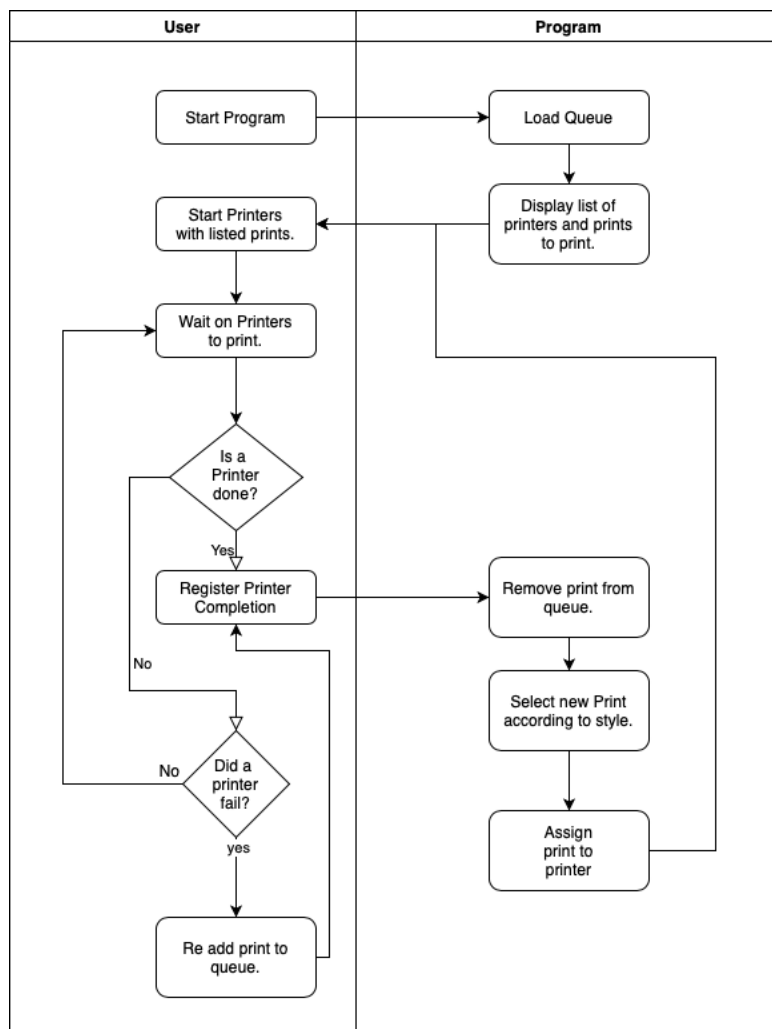 User
Program
Start Program
Load Queue
Start Printers
with listed prints.
Display list of
printers and prints
to print.
Wait on Printers
to print.
Is a
Printer
done?
Yes
Register Printer
Completion
Remove print from
queue.
No
Select new Print
according to style.
No
Did a
printer
fail?
yes
Assign
print to
printer
Re add print to
queue.